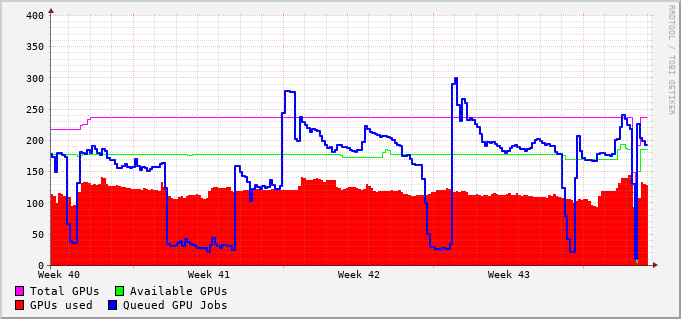 400
350
300
250
200
150
100
50
0
Week 40 Week 41 Week 42 Week 43
Total GPUs Available GPUs
GPUs used Queued GPU Jobs
RRDTOOL / TOBI OETIKER